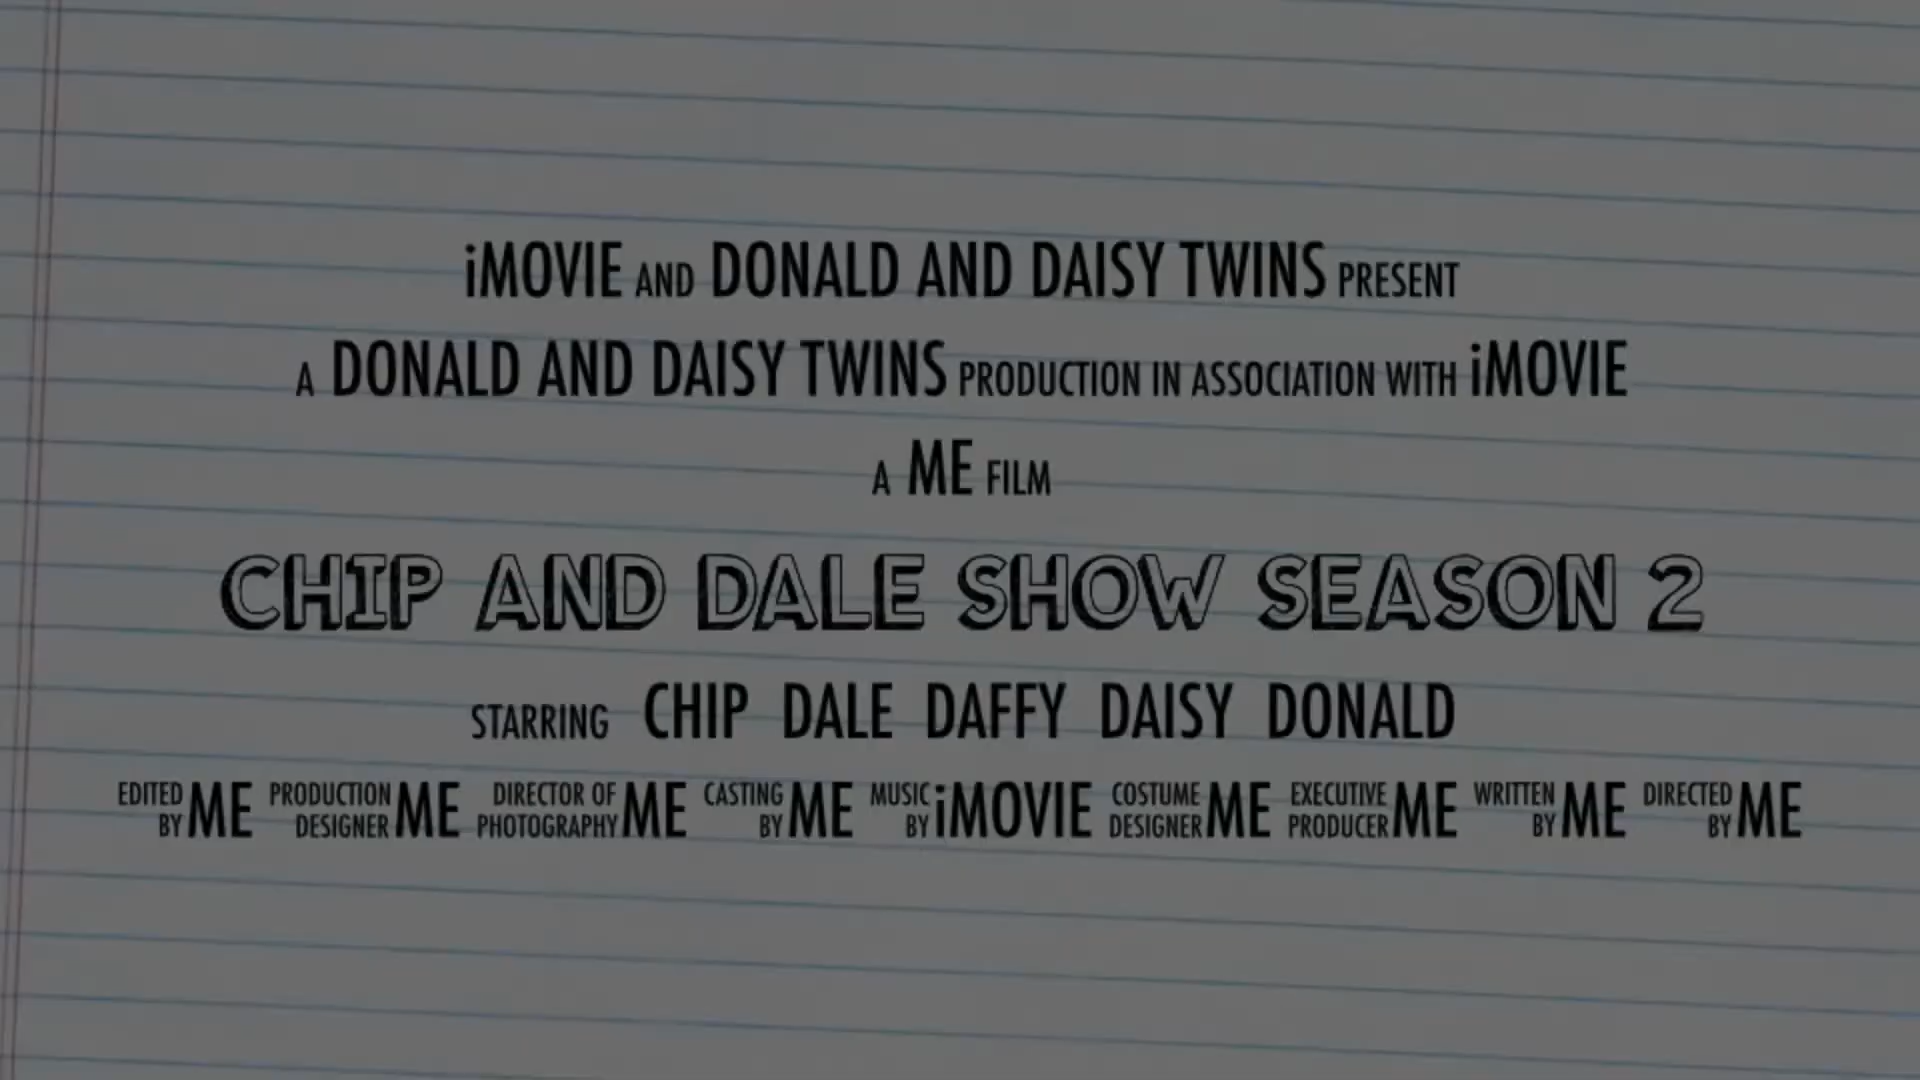 iMOVIE AND DONALD AND DAISY TWINS PRESENT
A DONALD AND DAISY TWINS PRODUCTION IN ASSOCIATION WITH iMOVIE
A ME FILM
CHIP AND DALE SHOW SEASON 2
STARRING CHIP DALE DAFFY DAISY DONALD
EDITED BY ME PRODUCTION DESIGNER ME DIRECTOR OF PHOTOGRAPHY ME CASTING BY ME MUSIC BY iMOVIE COSTUME DESIGNER ME EXECUTIVE PRODUCER ME WRITTEN BY ME DIRECTED BY ME